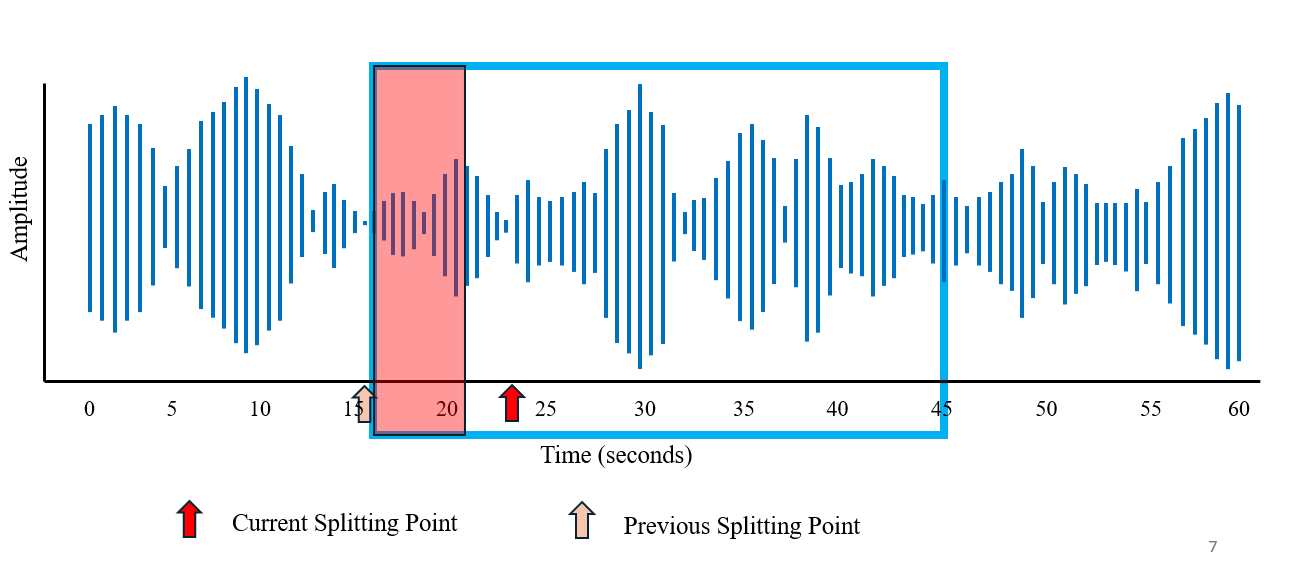 Amplitude
0 5 10 15 20 25 30 35 40 45 50 55 60
Time (seconds)
Current Splitting Point Previous Splitting Point
7